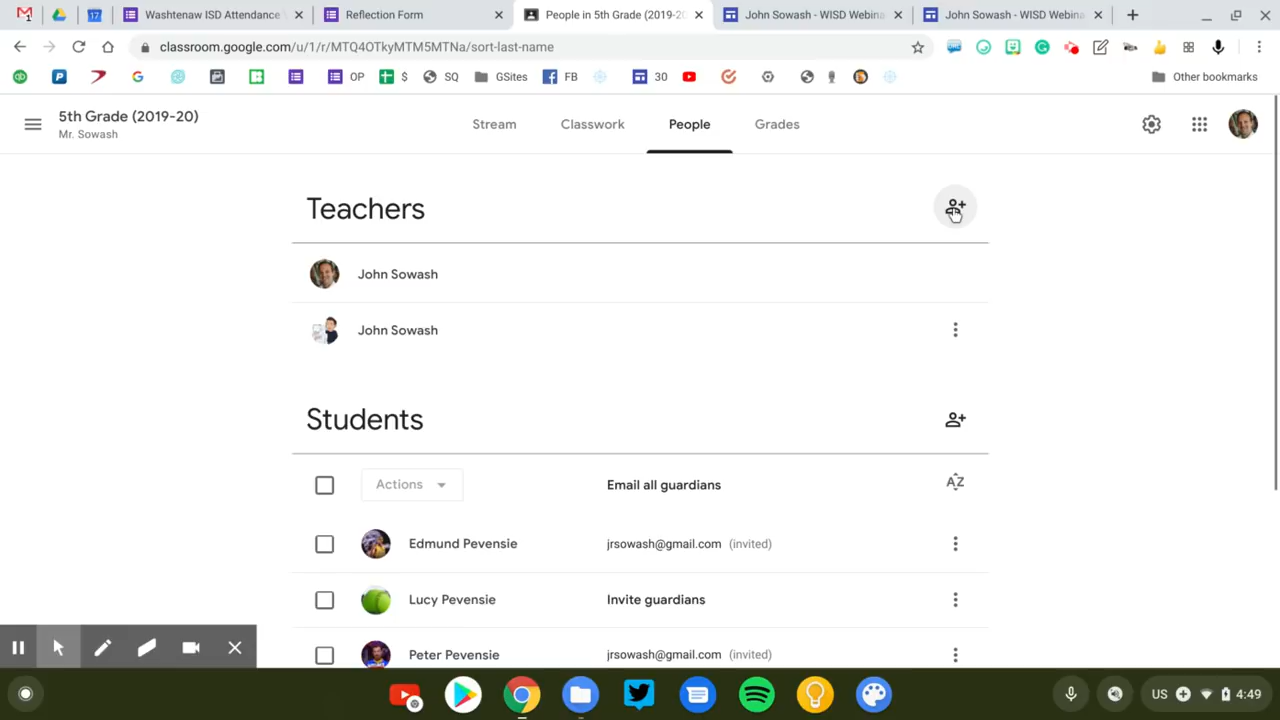 Washtenaw ISD Attendance V
Reflection Form
People in 5th Grade (2019-20
John Sowash - WISD Webina
John Sowash - WISD Webina
classroom.google.com/u/1/r/MTQ4OTkyMTM5MTNa/sort-last-name
OP
$
SQ
GSites
FB
30
Other bookmarks
5th Grade (2019-20)
Mr. Sowash
Stream
Classwork
People
Grades
Teachers
John Sowash
John Sowash
Students
Actions
Email all guardians
AZ
Edmund Pevensie
jrsowash@gmail.com (invited)
Lucy Pevensie
Invite guardians
Peter Pevensie
jrsowash@gmail.com (invited)
US
4:49